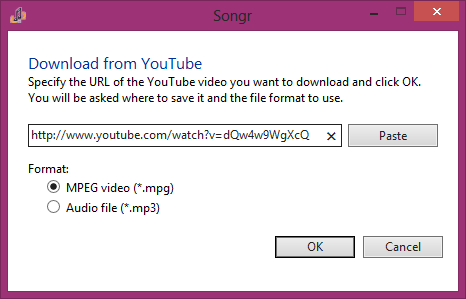 Songr
Download from YouTube
Specify the URL of the YouTube video you want to download and click OK.
You will be asked where to save it and the file format to use.
http://www.youtube.com/watch?v=dQw4w9WgXcQ
Paste
Format:
MPEG video (*.mpg)
Audio file (*.mp3)
OK
Cancel